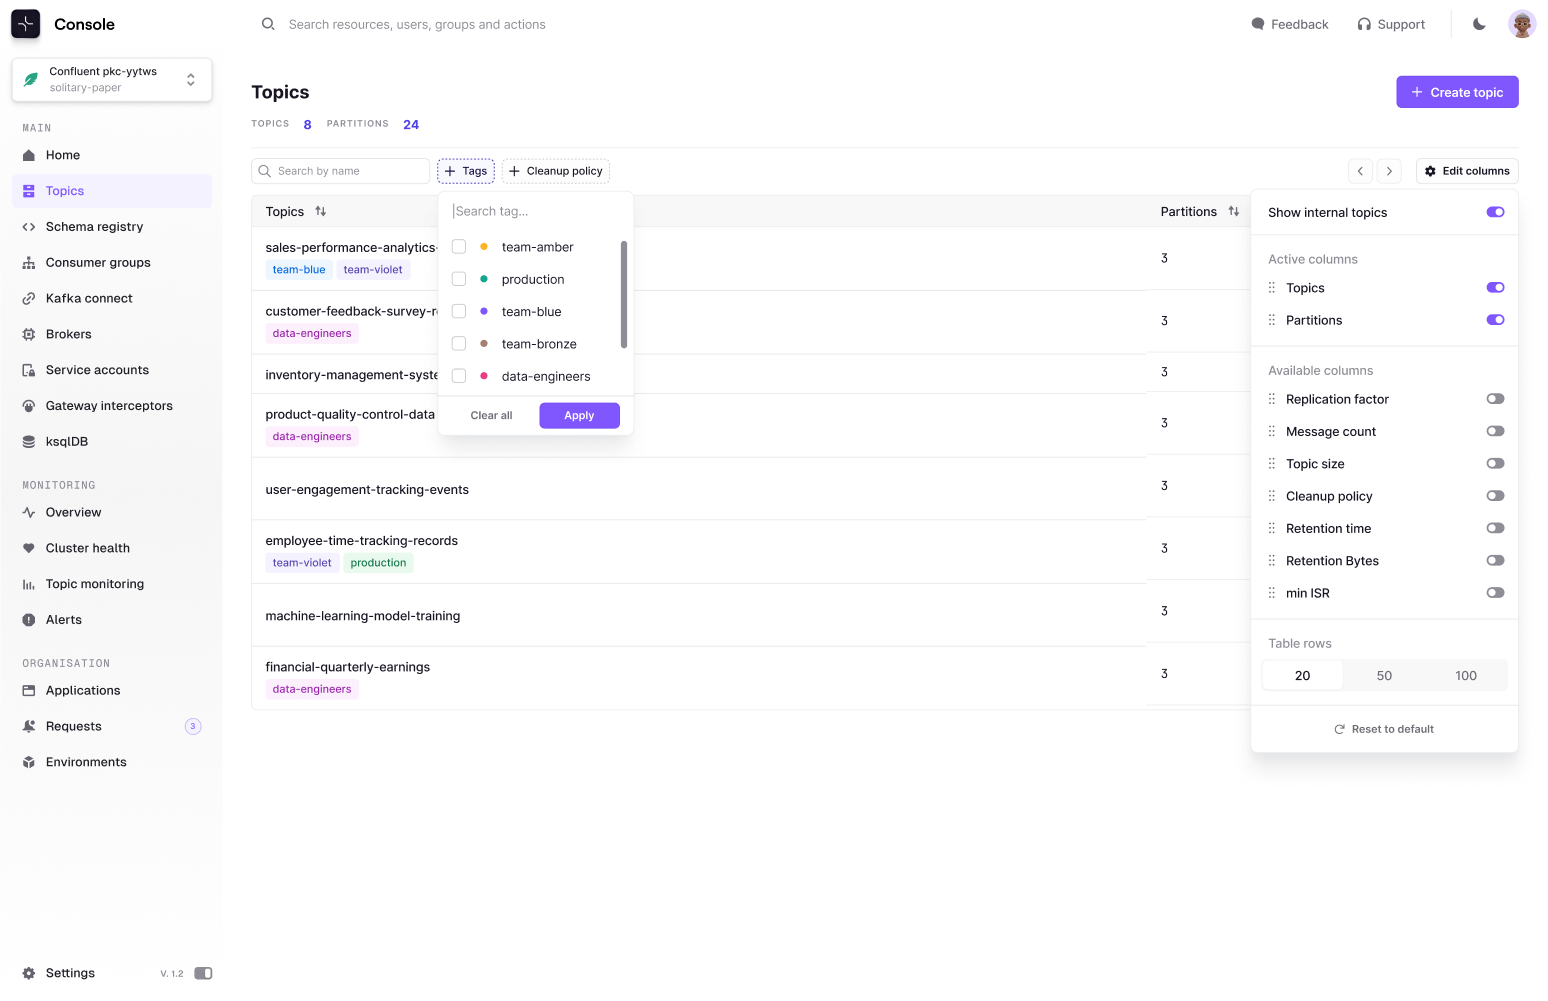 Console
Search resources, users, groups and actions
Feedback
Support
Confluent pkc-yytws
solitary-paper
MAIN
Home
Topics
Schema registry
Consumer groups
Kafka connect
Brokers
Service accounts
Gateway interceptors
ksqlDB
MONITORING
Overview
Cluster health
Topic monitoring
Alerts
ORGANISATION
Applications
Requests
3
Environments
Settings
V. 1.2
Topics
Create topic
TOPICS 8 PARTITIONS 24
Search by name
Tags
Cleanup policy
Edit columns
Topics
Partitions
sales-performance-analytics-
team-blue team-violet
3
customer-feedback-survey-r
data-engineers
3
inventory-management-syste
3
product-quality-control-data
data-engineers
3
user-engagement-tracking-events
3
employee-time-tracking-records
team-violet production
3
machine-learning-model-training
3
financial-quarterly-earnings
data-engineers
3
Search tag...
team-amber
production
team-blue
team-bronze
data-engineers
Clear all
Apply
Show internal topics
Active columns
Topics
Partitions
Available columns
Replication factor
Message count
Topic size
Cleanup policy
Retention time
Retention Bytes
min ISR
Table rows
20 50 100
Reset to default